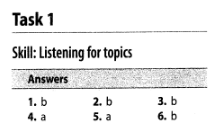 Task 1
Skill: Listening for topics
Answers
1. b 2. b 3. b
4. a 5. a 6. b